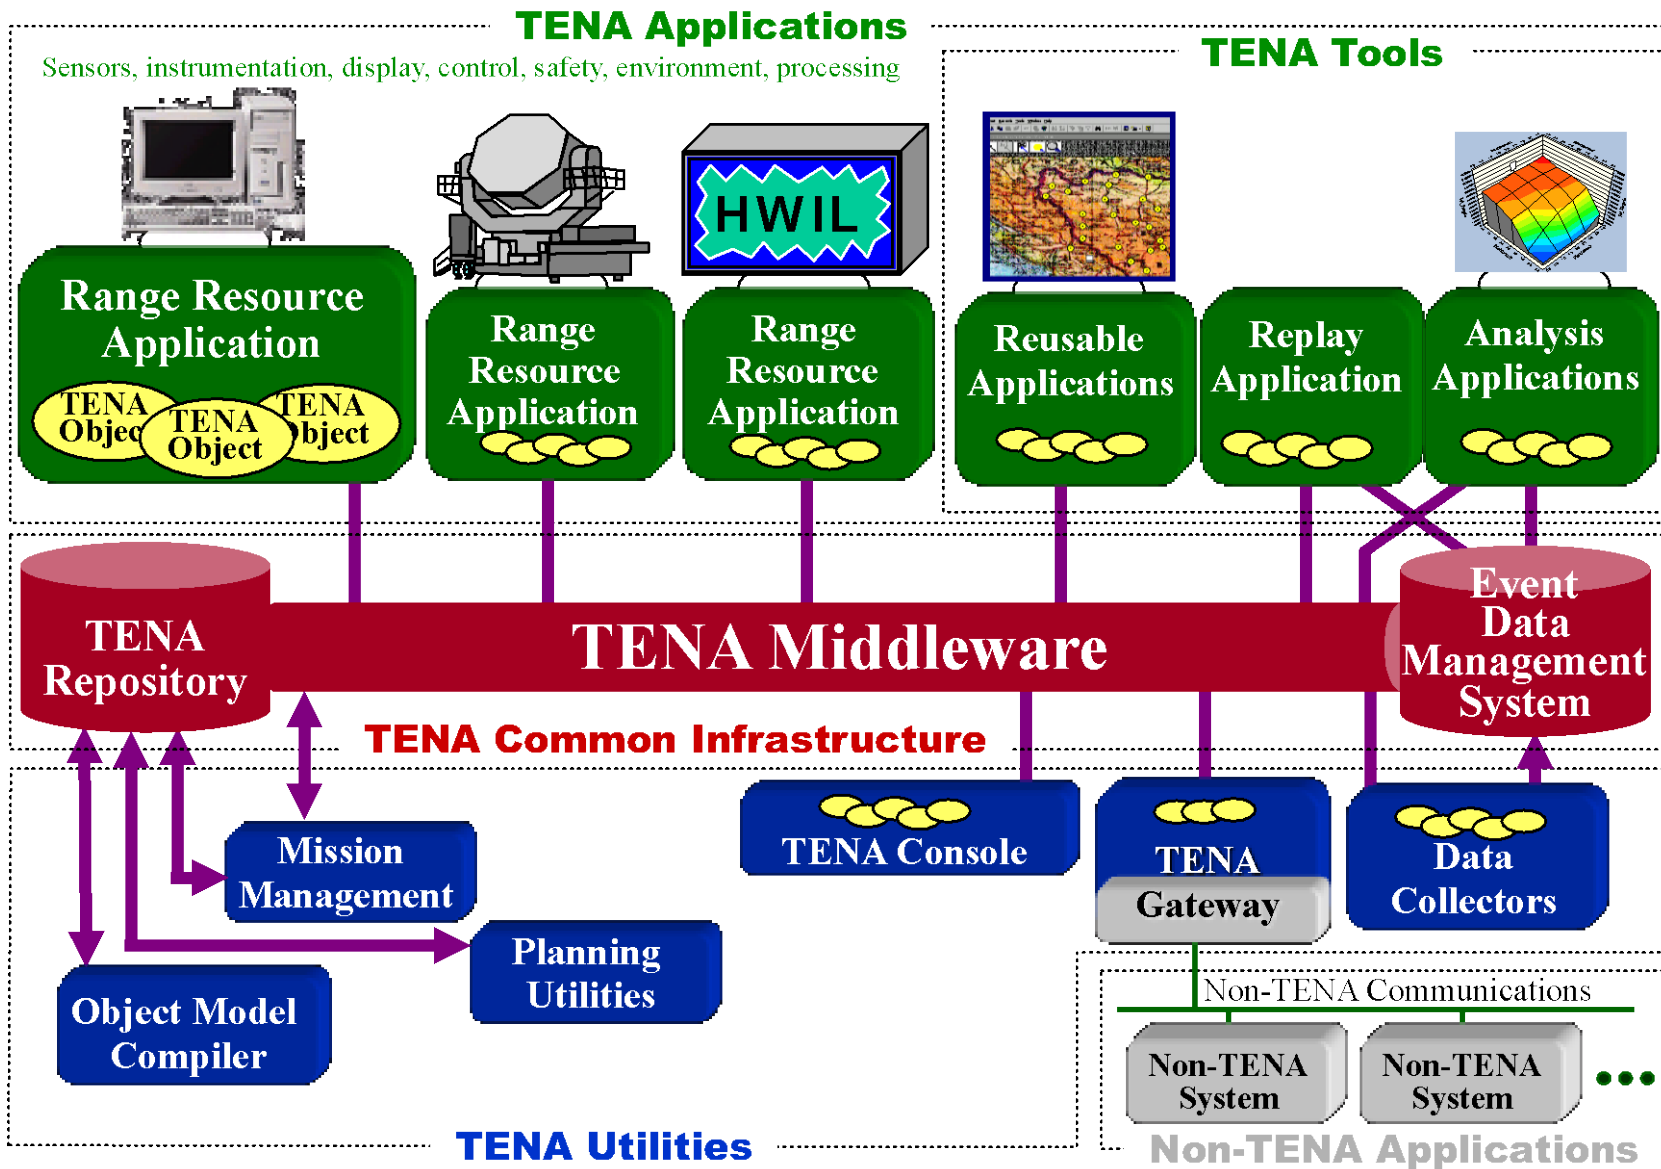 TENA Applications
Sensors, instrumentation, display, control, safety, environment, processing
TENA Tools
HWIL
Range Resource
Application
TENA
Objec
TENA
Object
TENA
Object
Range
Resource
Application
Range
Resource
Application
Reusable
Applications
Replay
Application
Analysis
Applications
TENA
Repository
TENA Middleware
Event
Data
Management
System
TENA Common Infrastructure
Mission
Management
TENA Console
TENA
Gateway
Data
Collectors
Planning
Utilities
Object Model
Compiler
Non-TENA Communications
Non-TENA
System
Non-TENA
System
TENA Utilities
Non-TENA Applications